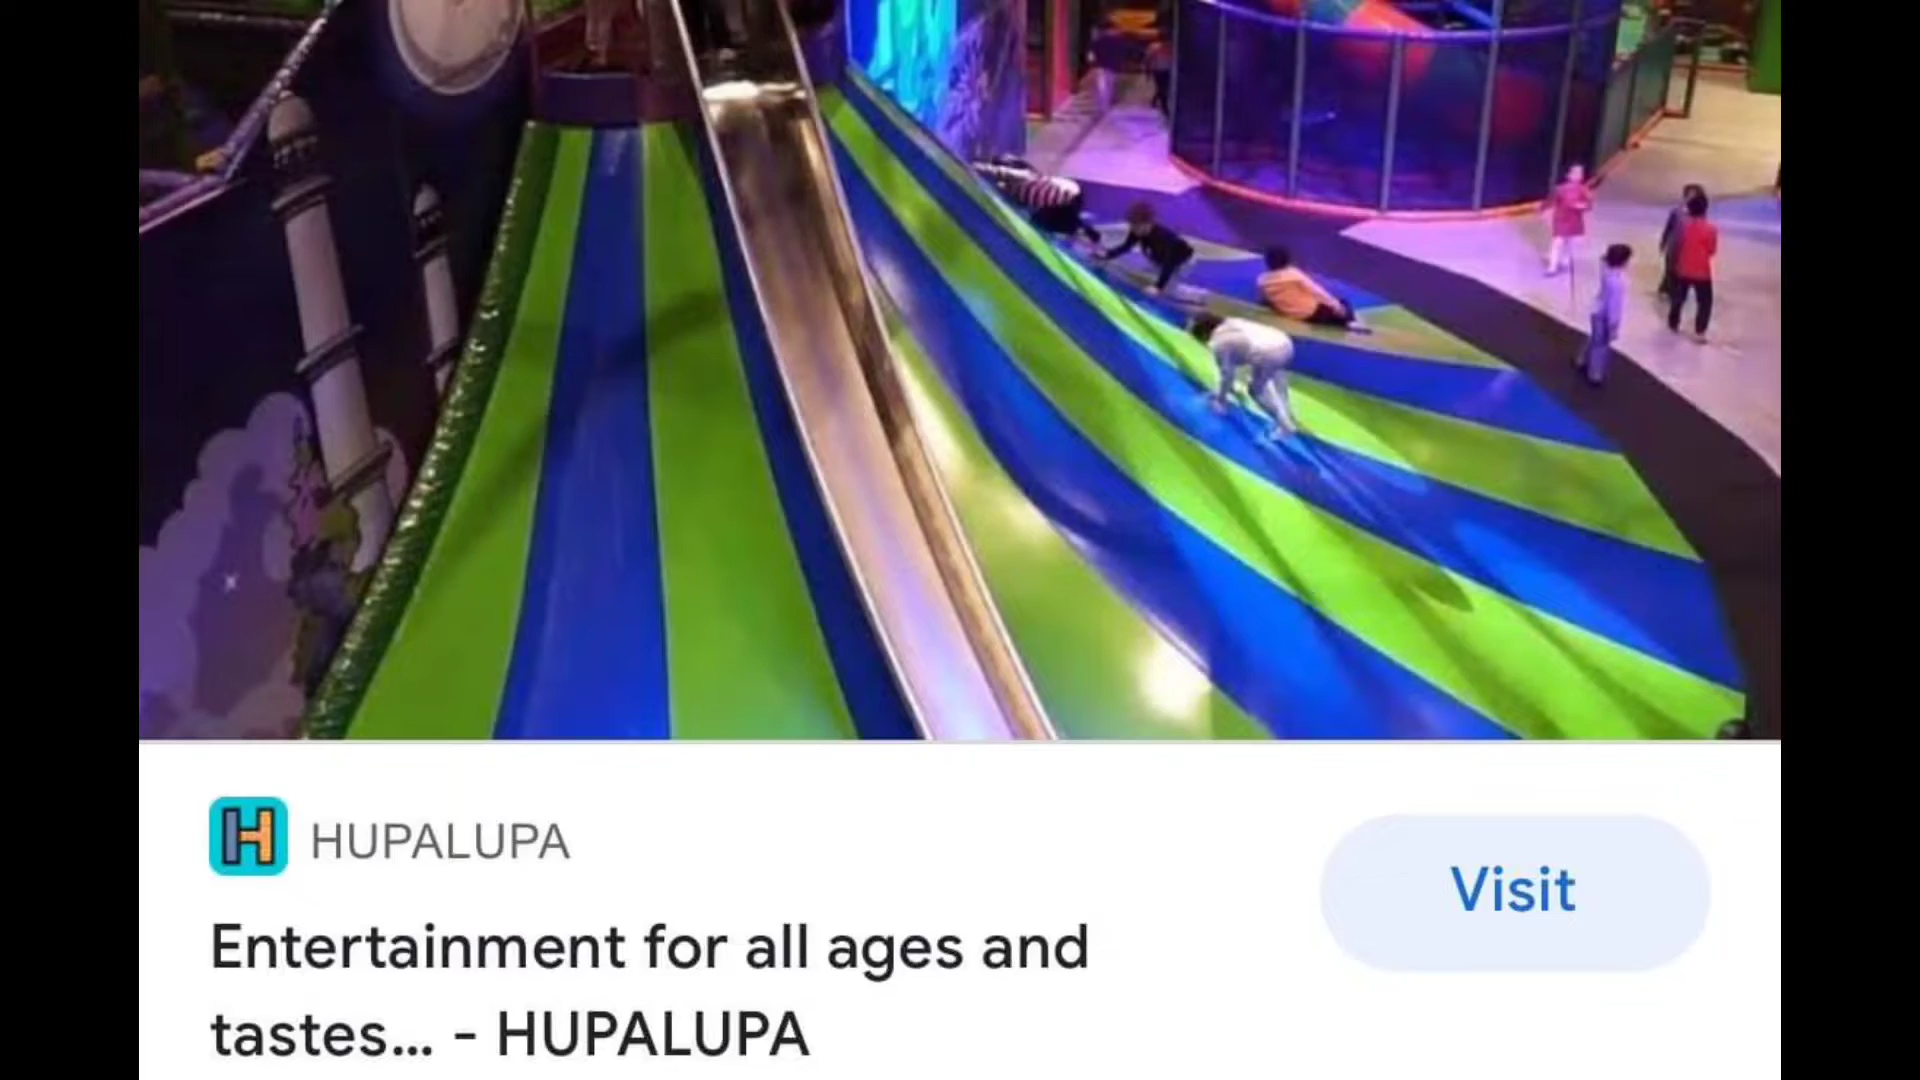 HUPALUPA
Visit
Entertainment for all ages and
tastes... - HUPALUPA